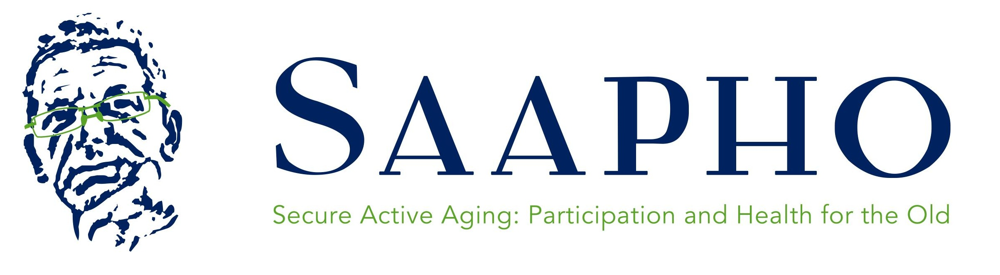 SAAPHO
Secure Active Aging: Participation and Health for the Old